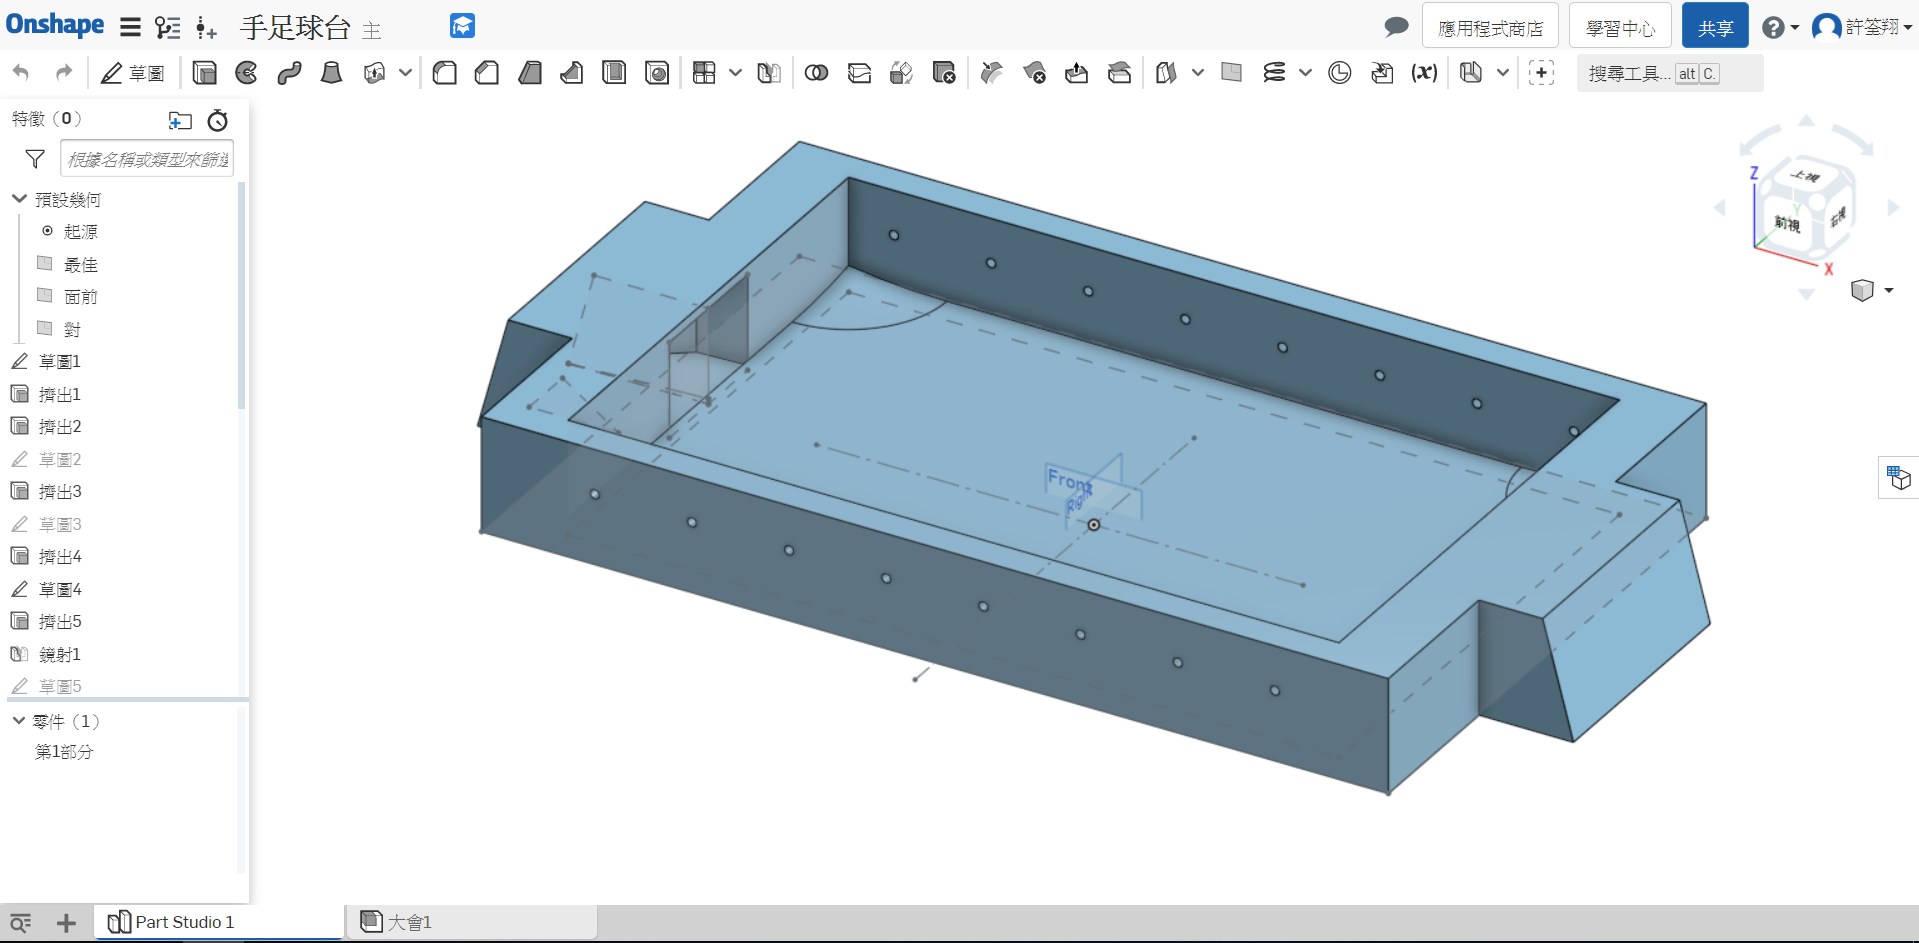 Onshape
手足球台 主
應用程式商店
學習中心
共享
許筌翔
草圖
搜尋工具... alt C.
特徵（0）
根據名稱或類型來篩選
預設幾何
起源
最佳
面前
對
草圖1
擠出1
擠出2
草圖2
擠出3
草圖3
擠出4
草圖4
擠出5
鏡射1
草圖5
零件（1）
第1部分
Front
Right
Z
上視
Y
前視
右視
X
Part Studio 1
大會1